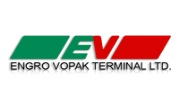 EV
ENGRO VOPAK TERMINAL LTD.